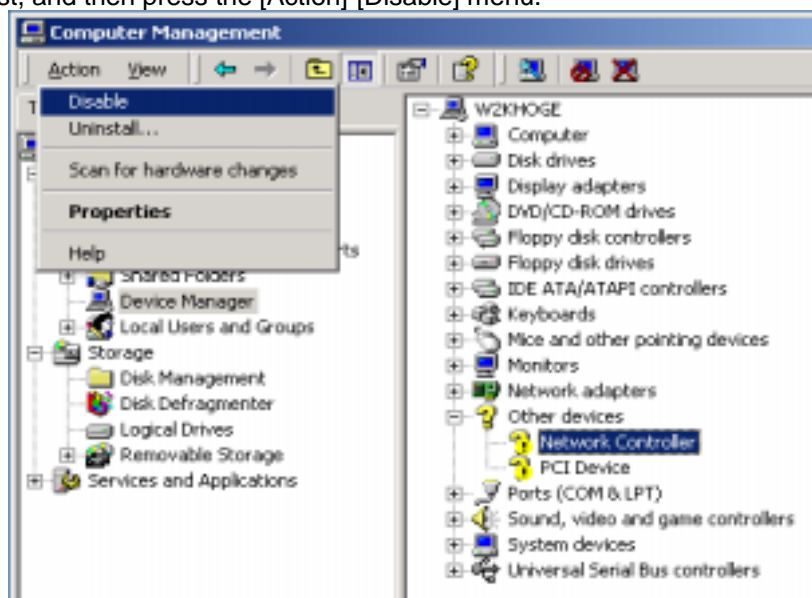 st, and then press the [Action]-[Disable] menu.
Computer Management
Action View
Disable
Uninstall...
Scan for hardware changes
Properties
Help
T
rts
Shared Folders
Device Manager
Local Users and Groups
Storage
Disk Management
Disk Defragmenter
Logical Drives
Removable Storage
Services and Applications
W2KHOGE
Computer
Disk drives
Display adapters
DVD/CD-ROM drives
Floppy disk controllers
Floppy disk drives
IDE ATA/ATAPI controllers
Keyboards
Mice and other pointing devices
Monitors
Network adapters
Other devices
Network Controller
PCI Device
Ports (COM & LPT)
Sound, video and game controllers
System devices
Universal Serial Bus controllers